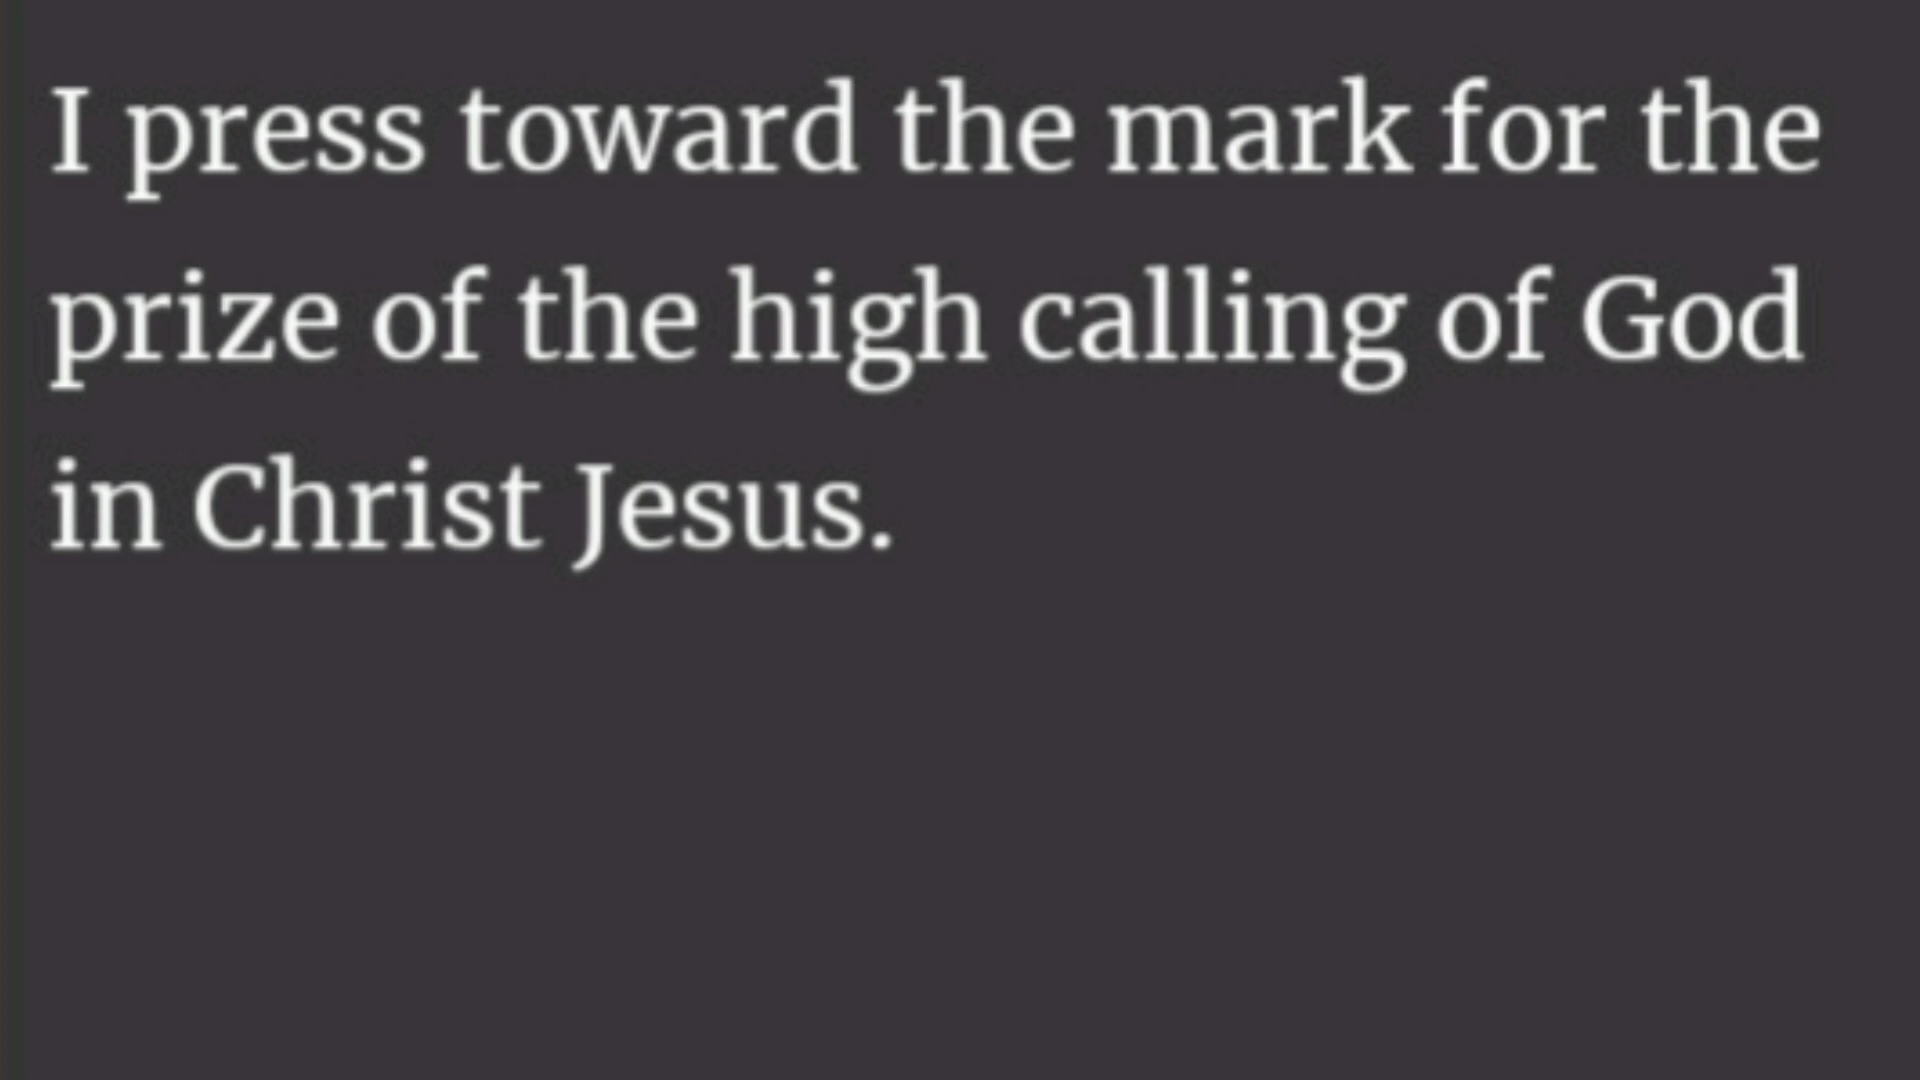 I press toward the mark for the
prize of the high calling of God
in Christ Jesus.